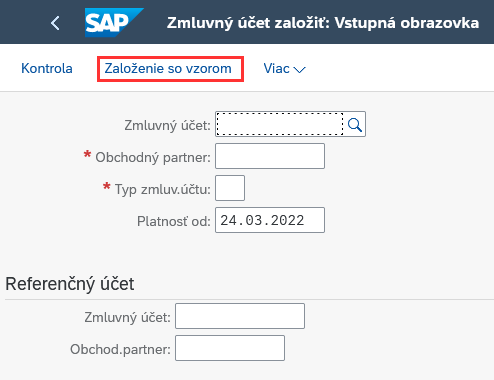 SAP Zmluvný účet založiť: Vstupná obrazovka
Kontrola Založenie so vzorom Viac
Zmluvný účet:
* Obchodný partner:
* Typ zmluv.účtu:
Platnosť od: 24.03.2022
Referenčný účet
Zmluvný účet:
Obchod.partner: